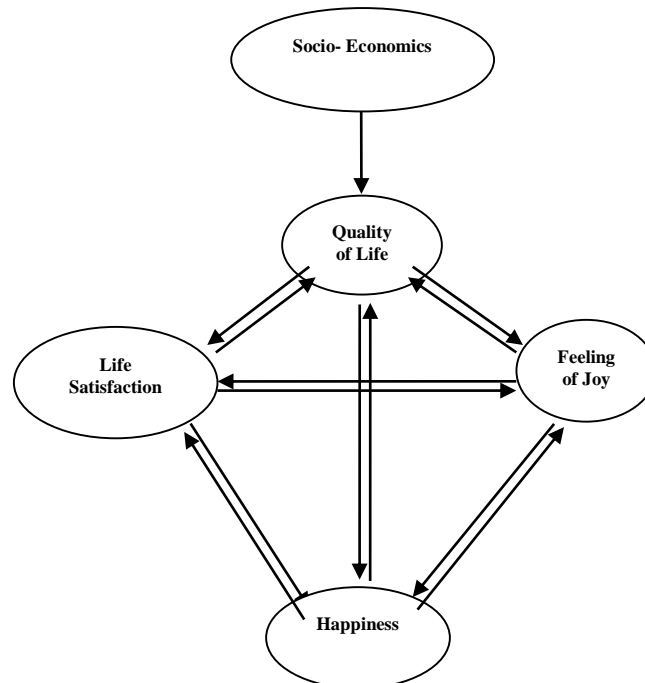 Socio- Economics
Quality
of Life
Life
Satisfaction
Feeling
of Joy
Happiness